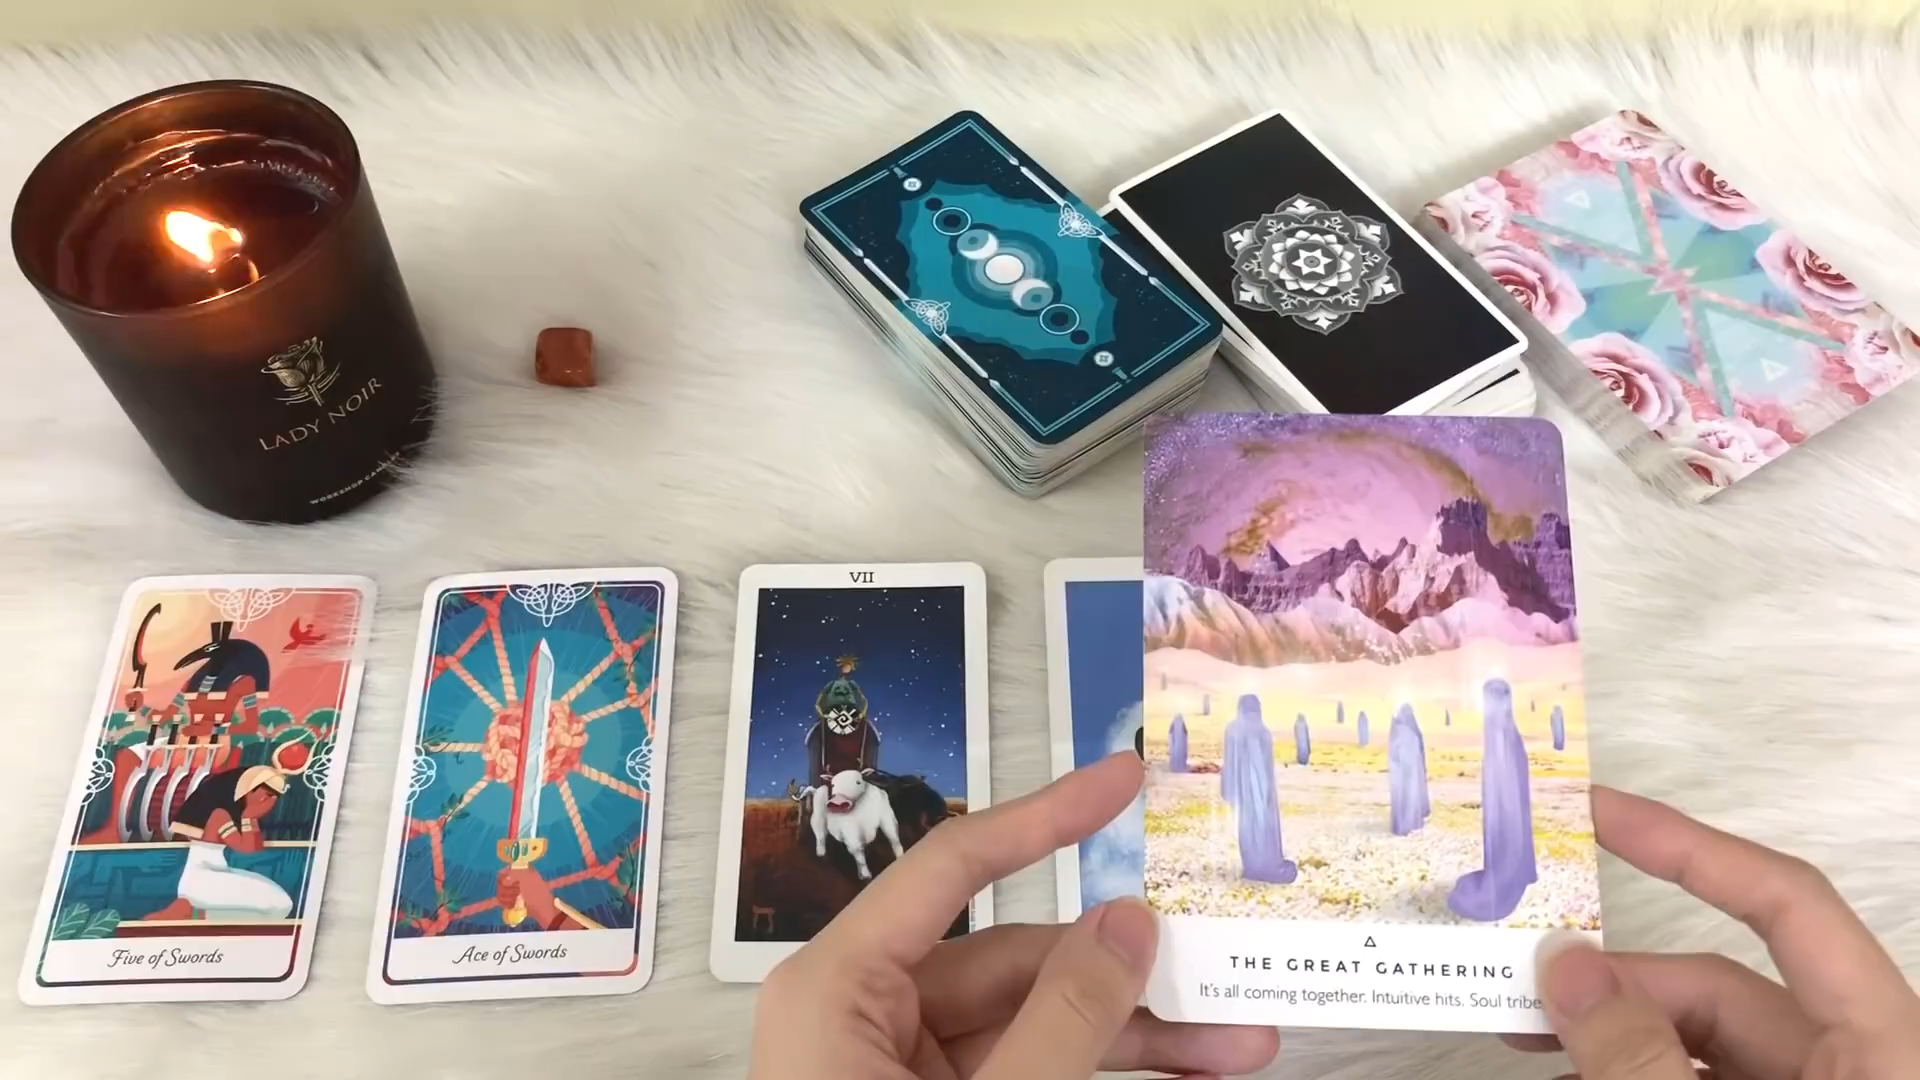 LADY NOIR
WORKSHOP CANDLES
VII
Five of Swords
Ace of Swords
THE GREAT GATHERING
It's all coming together. Intuitive hits. Soul tribe